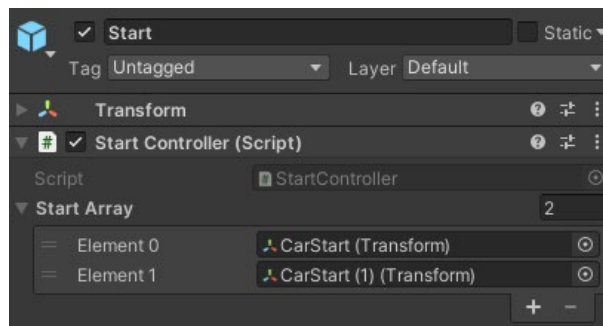 Start Static
Tag Untagged Layer Default
Transform
# Start Controller (Script)
Script StartController
Start Array 2
Element 0 CarStart (Transform)
Element 1 CarStart (1) (Transform)
+ -